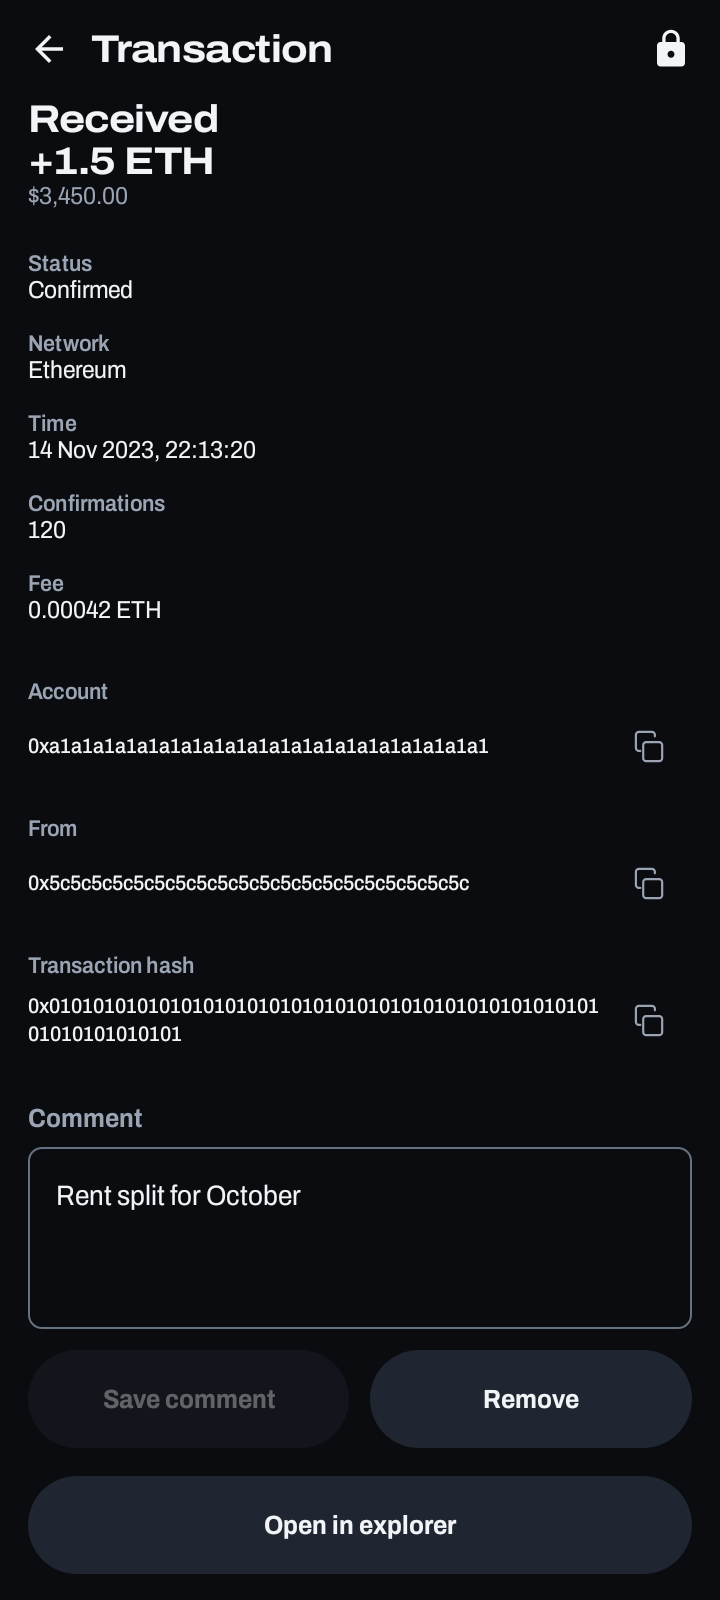 Transaction
Received
+1.5 ETH
$3,450.00
Status
Confirmed
Network
Ethereum
Time
14 Nov 2023, 22:13:20
Confirmations
120
Fee
0.00042 ETH
Account
0xa1a1a1a1a1a1a1a1a1a1a1a1a1a1a1a1a1a1a1a1
From
0x5c5c5c5c5c5c5c5c5c5c5c5c5c5c5c5c5c5c5c5c
Transaction hash
0x01010101010101010101010101010101010101010101010101
01010101010101
Comment
Rent split for October
Save comment
Remove
Open in explorer